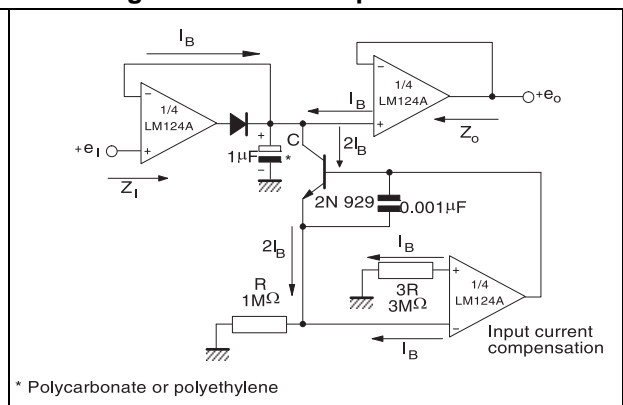 I_B
1/4
LM124A
+e_I
Z_I
1µF
+
−
*
C
I_B
1/4
LM124A
+e_o
Z_o
2I_B
2N 929
0.001µF
2I_B
I_B
R
1MΩ
3R
3MΩ
1/4
LM124A
I_B
Input current
compensation
* Polycarbonate or polyethylene